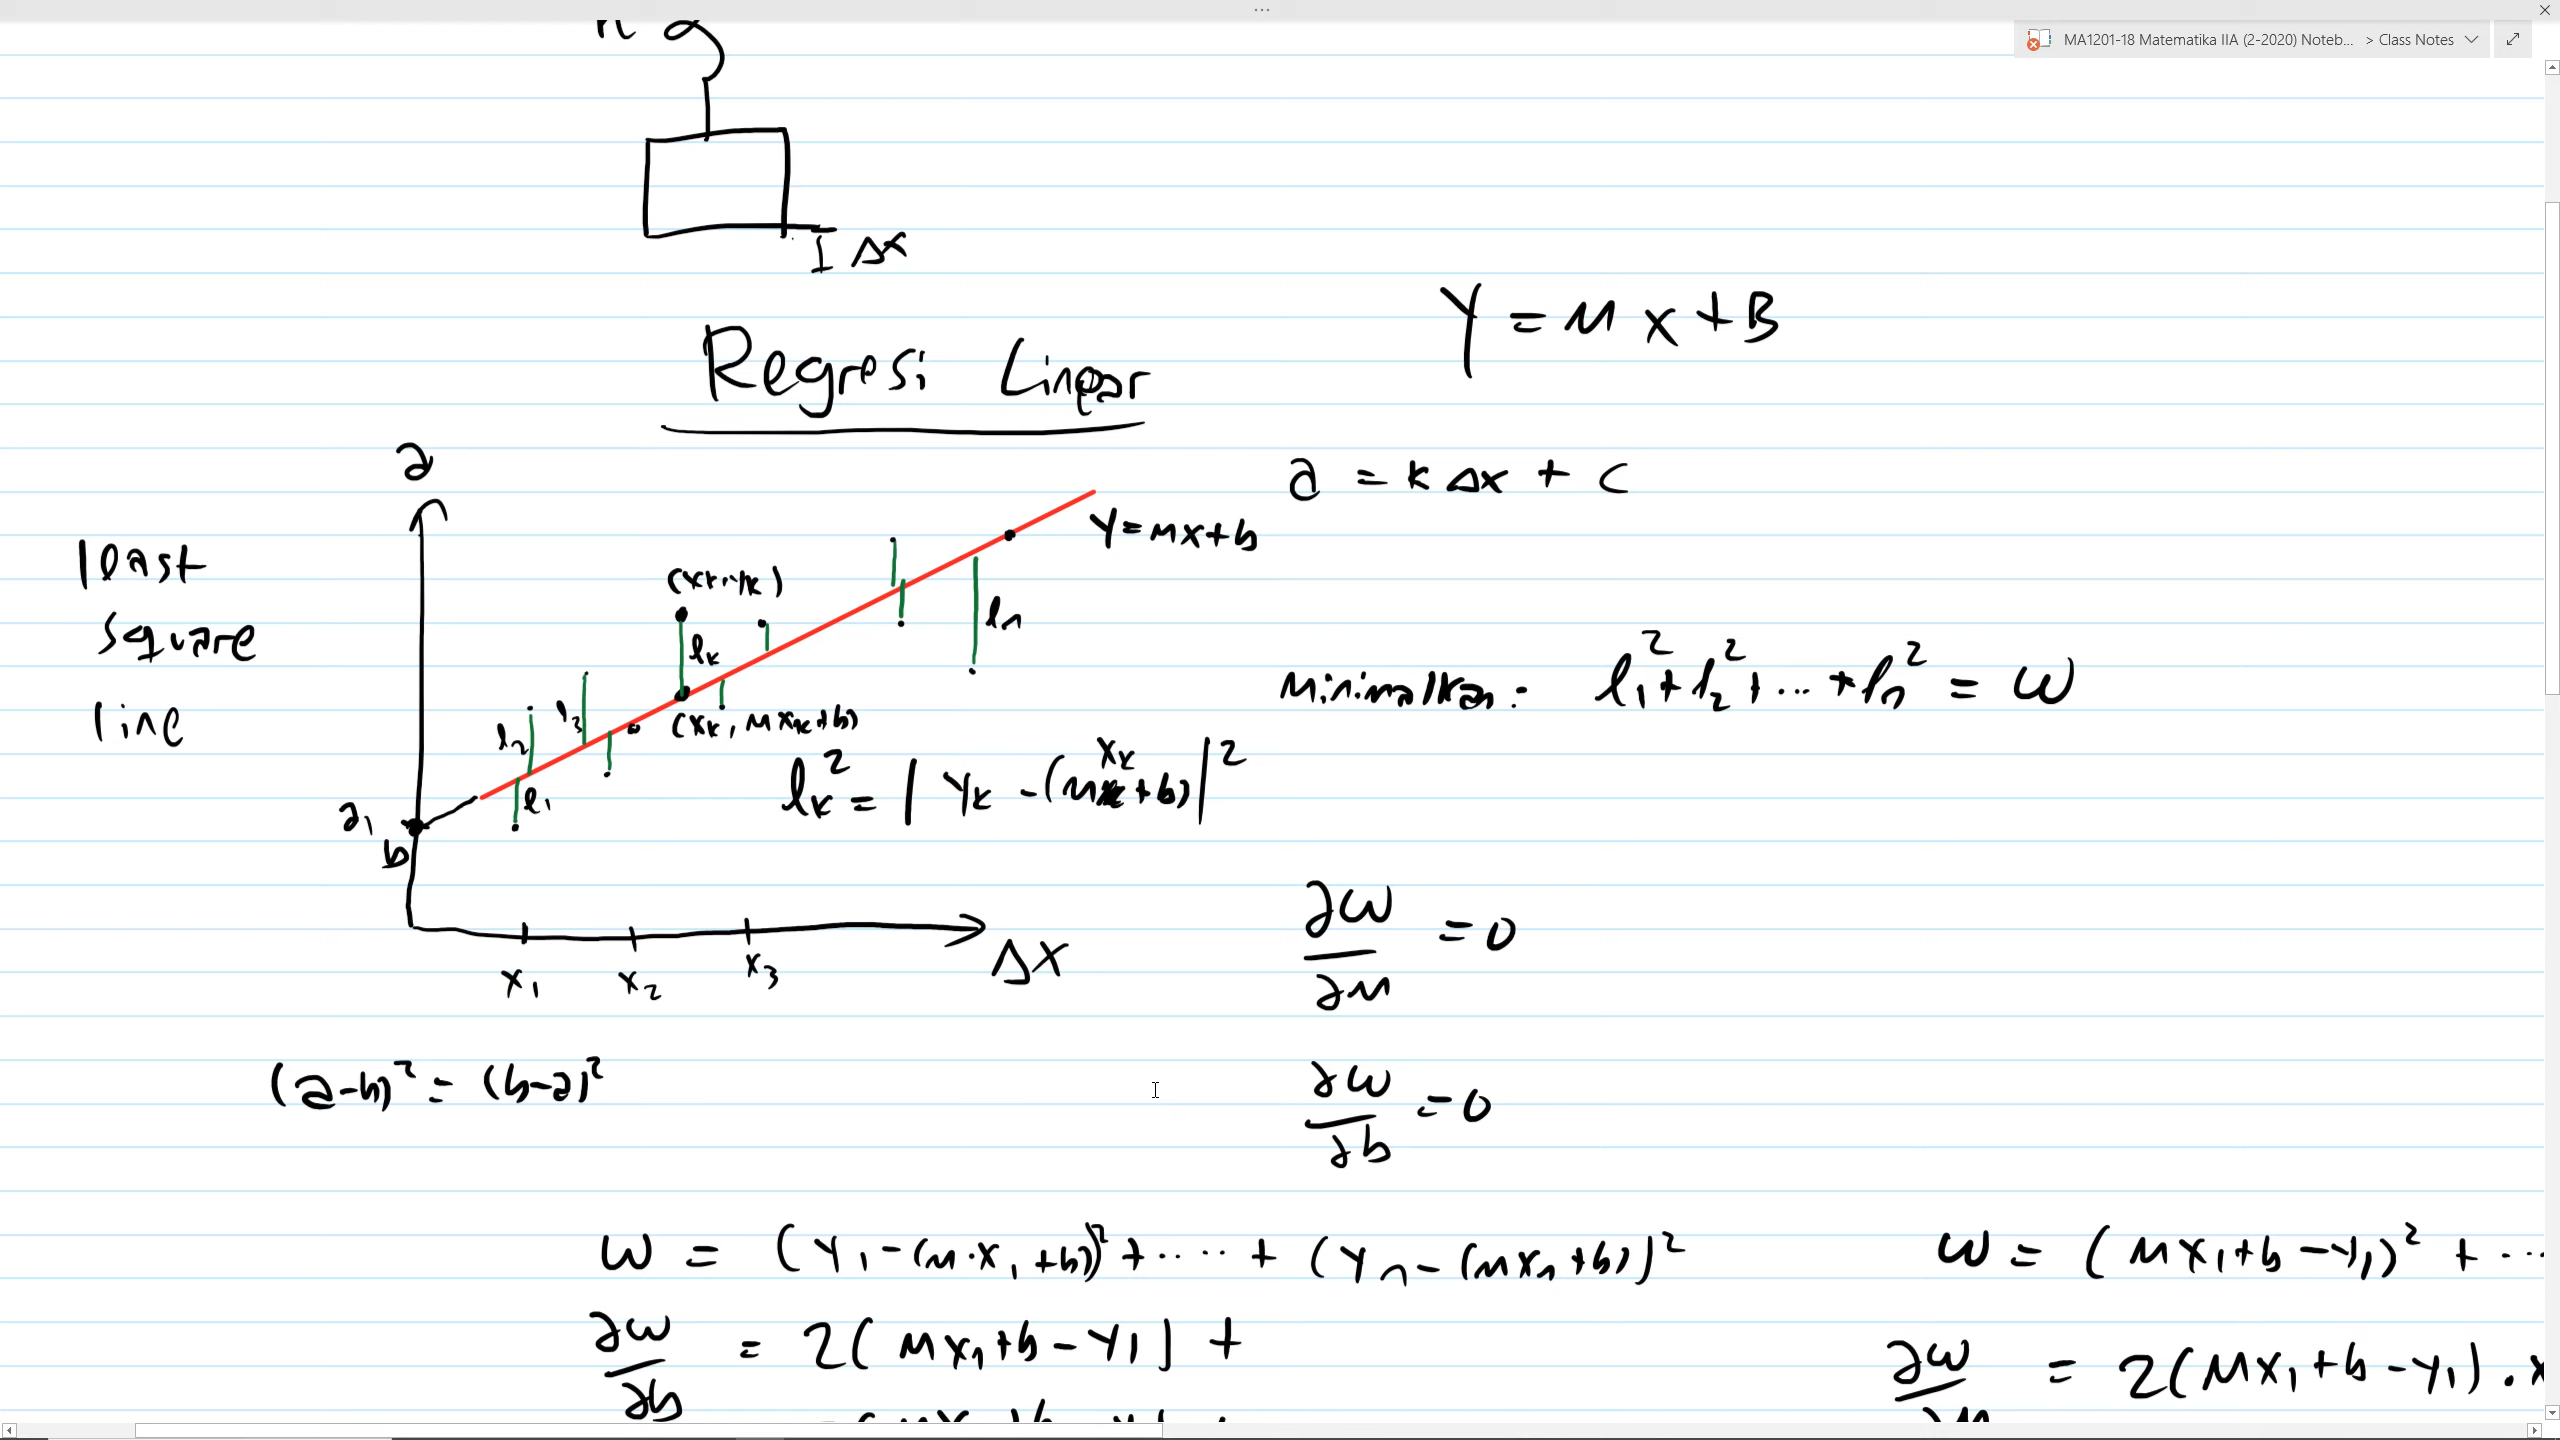 MA1201-18 Matematika IIA (2-2020) Noteb... > Class Notes
Δx
Y = Mx + B
Regresi Linear
a
a = k Δx + c
Y = mx+b
least
square
line
(xk, yk)
lk
ln
Minimalkan: l₁² + l₂² + ... + ln² = w
l₂
l₃
(xk, mxk+b)
lk² = | yk - (mxk+b) |²
l₁
a₁
b
∂w/∂m = 0
x₁ x₂ x₃
Δx
(a-b)² = (b-a)²
∂w/∂b = 0
w = (y₁ - (m·x₁+b))² + .... + (yn - (mxn+b))²
w = (mx₁+b - y₁)² + ...
∂w/∂b = 2(mx₁+b - y₁) +
∂w/∂m = 2(mx₁+b - y₁) · x